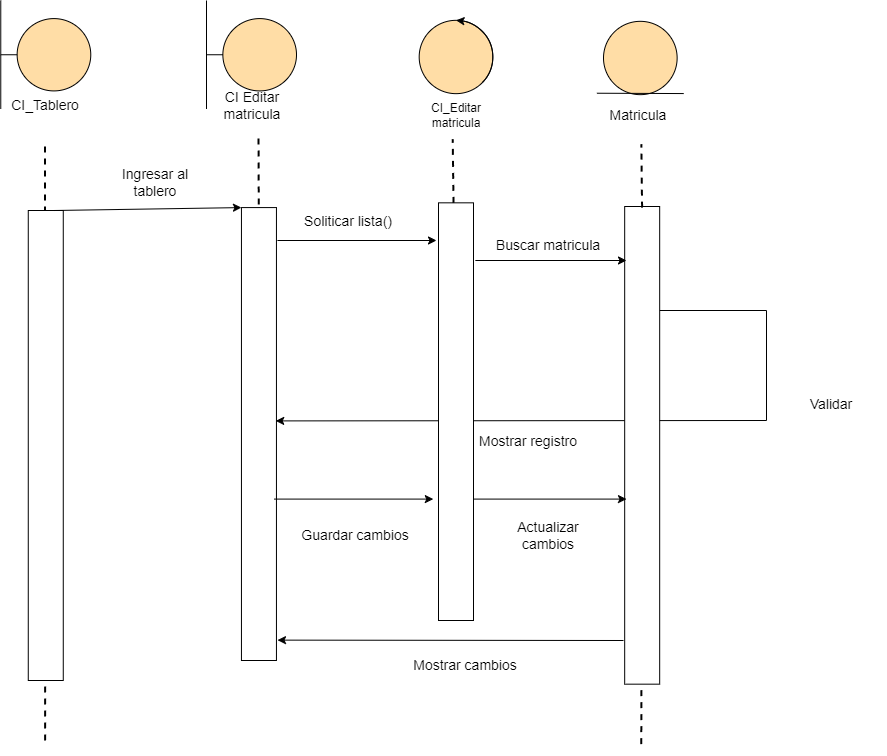 CI_Tablero
CI Editar
matricula
CI_Editar
matricula
Matricula
Ingresar al
tablero
Soliticar lista()
Buscar matricula
Validar
Mostrar registro
Guardar cambios
Actualizar
cambios
Mostrar cambios